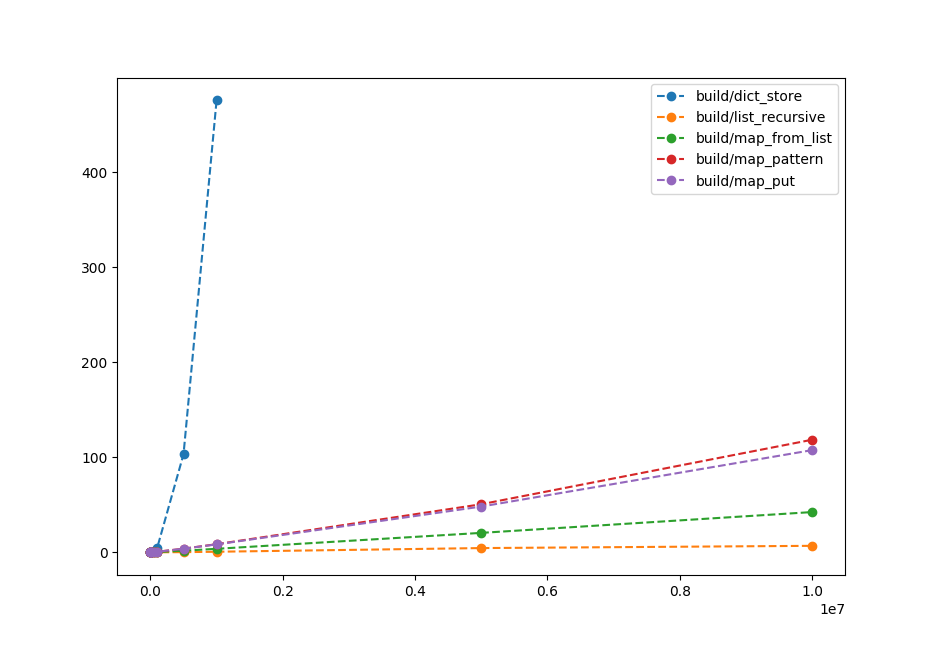 build/dict_store
build/list_recursive
build/map_from_list
build/map_pattern
build/map_put
400
300
200
100
0
0.0 0.2 0.4 0.6 0.8 1.0
1e7